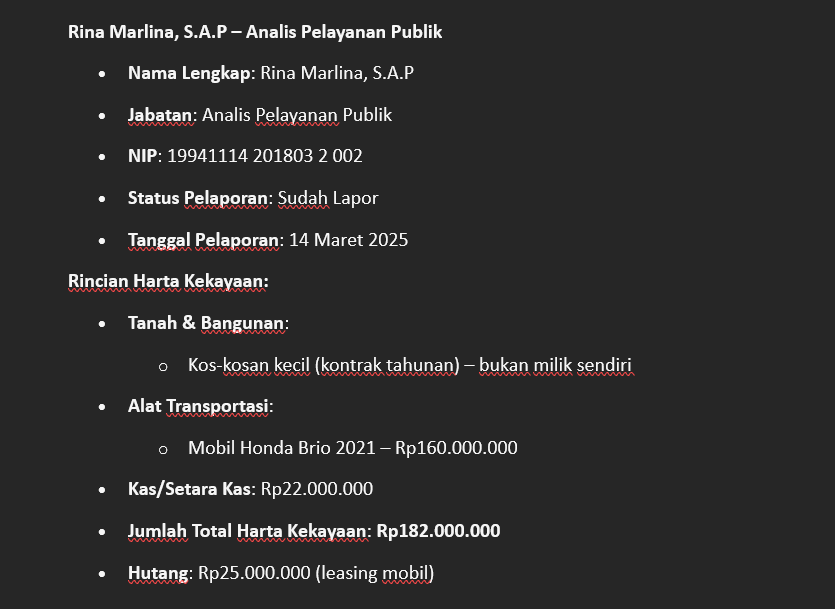 Rina Marlina, S.A.P – Analis Pelayanan Publik
• Nama Lengkap: Rina Marlina, S.A.P
• Jabatan: Analis Pelayanan Publik
• NIP: 19941114 201803 2 002
• Status Pelaporan: Sudah Lapor
• Tanggal Pelaporan: 14 Maret 2025
Rincian Harta Kekayaan:
• Tanah & Bangunan:
o Kos-kosan kecil (kontrak tahunan) – bukan milik sendiri
• Alat Transportasi:
o Mobil Honda Brio 2021 – Rp160.000.000
• Kas/Setara Kas: Rp22.000.000
• Jumlah Total Harta Kekayaan: Rp182.000.000
• Hutang: Rp25.000.000 (leasing mobil)